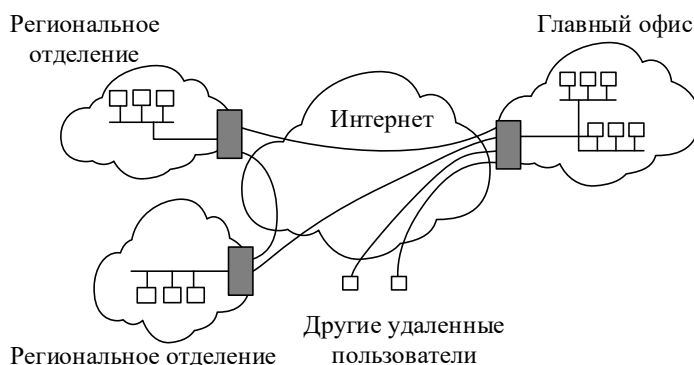 Региональное
отделение
Главный офис
Интернет
Другие удаленные
пользователи
Региональное отделение